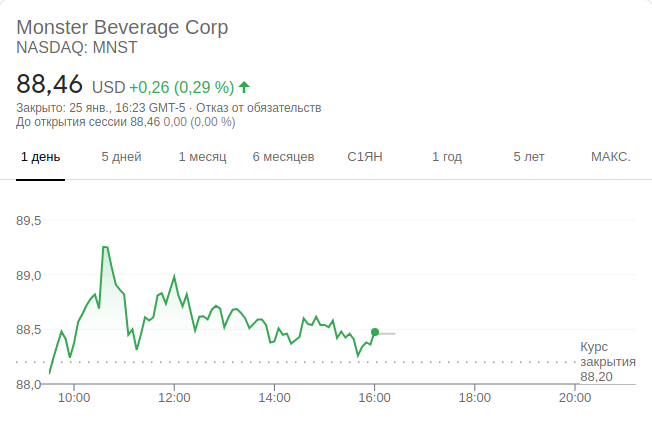 Monster Beverage Corp
NASDAQ: MNST
88,46 USD +0,26 (0,29 %)
Закрыто: 25 янв., 16:23 GMT-5 · Отказ от обязательств
До открытия сессии 88,46 0,00 (0,00 %)
1 день 5 дней 1 месяц 6 месяцев С1ЯН 1 год 5 лет МАКС.
89,5
89,0
88,5
Курс
закрытия
88,20
88,0
10:00 12:00 14:00 16:00 18:00 20:00